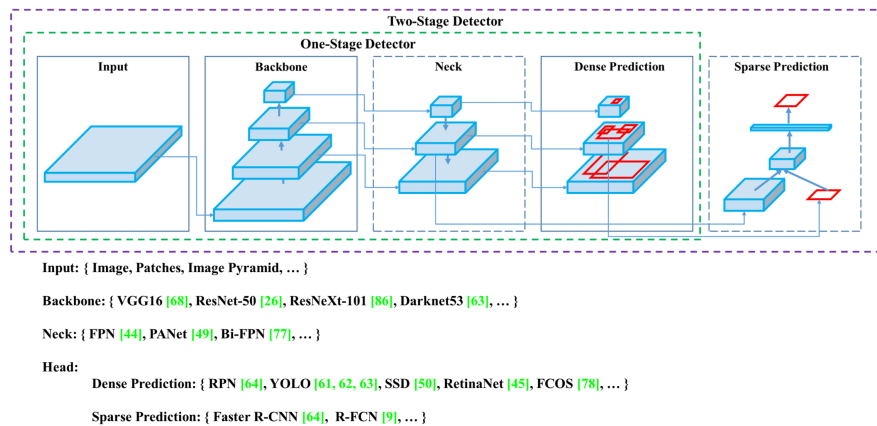 Two-Stage Detector
One-Stage Detector
Input
Backbone
Neck
Dense Prediction
Sparse Prediction
Input: { Image, Patches, Image Pyramid, … }
Backbone: { VGG16 [68], ResNet-50 [26], ResNeXt-101 [86], Darknet53 [63], … }
Neck: { FPN [44], PANet [49], Bi-FPN [77], … }
Head:
Dense Prediction: { RPN [64], YOLO [61, 62, 63], SSD [50], RetinaNet [45], FCOS [78], … }
Sparse Prediction: { Faster R-CNN [64], R-FCN [9], … }